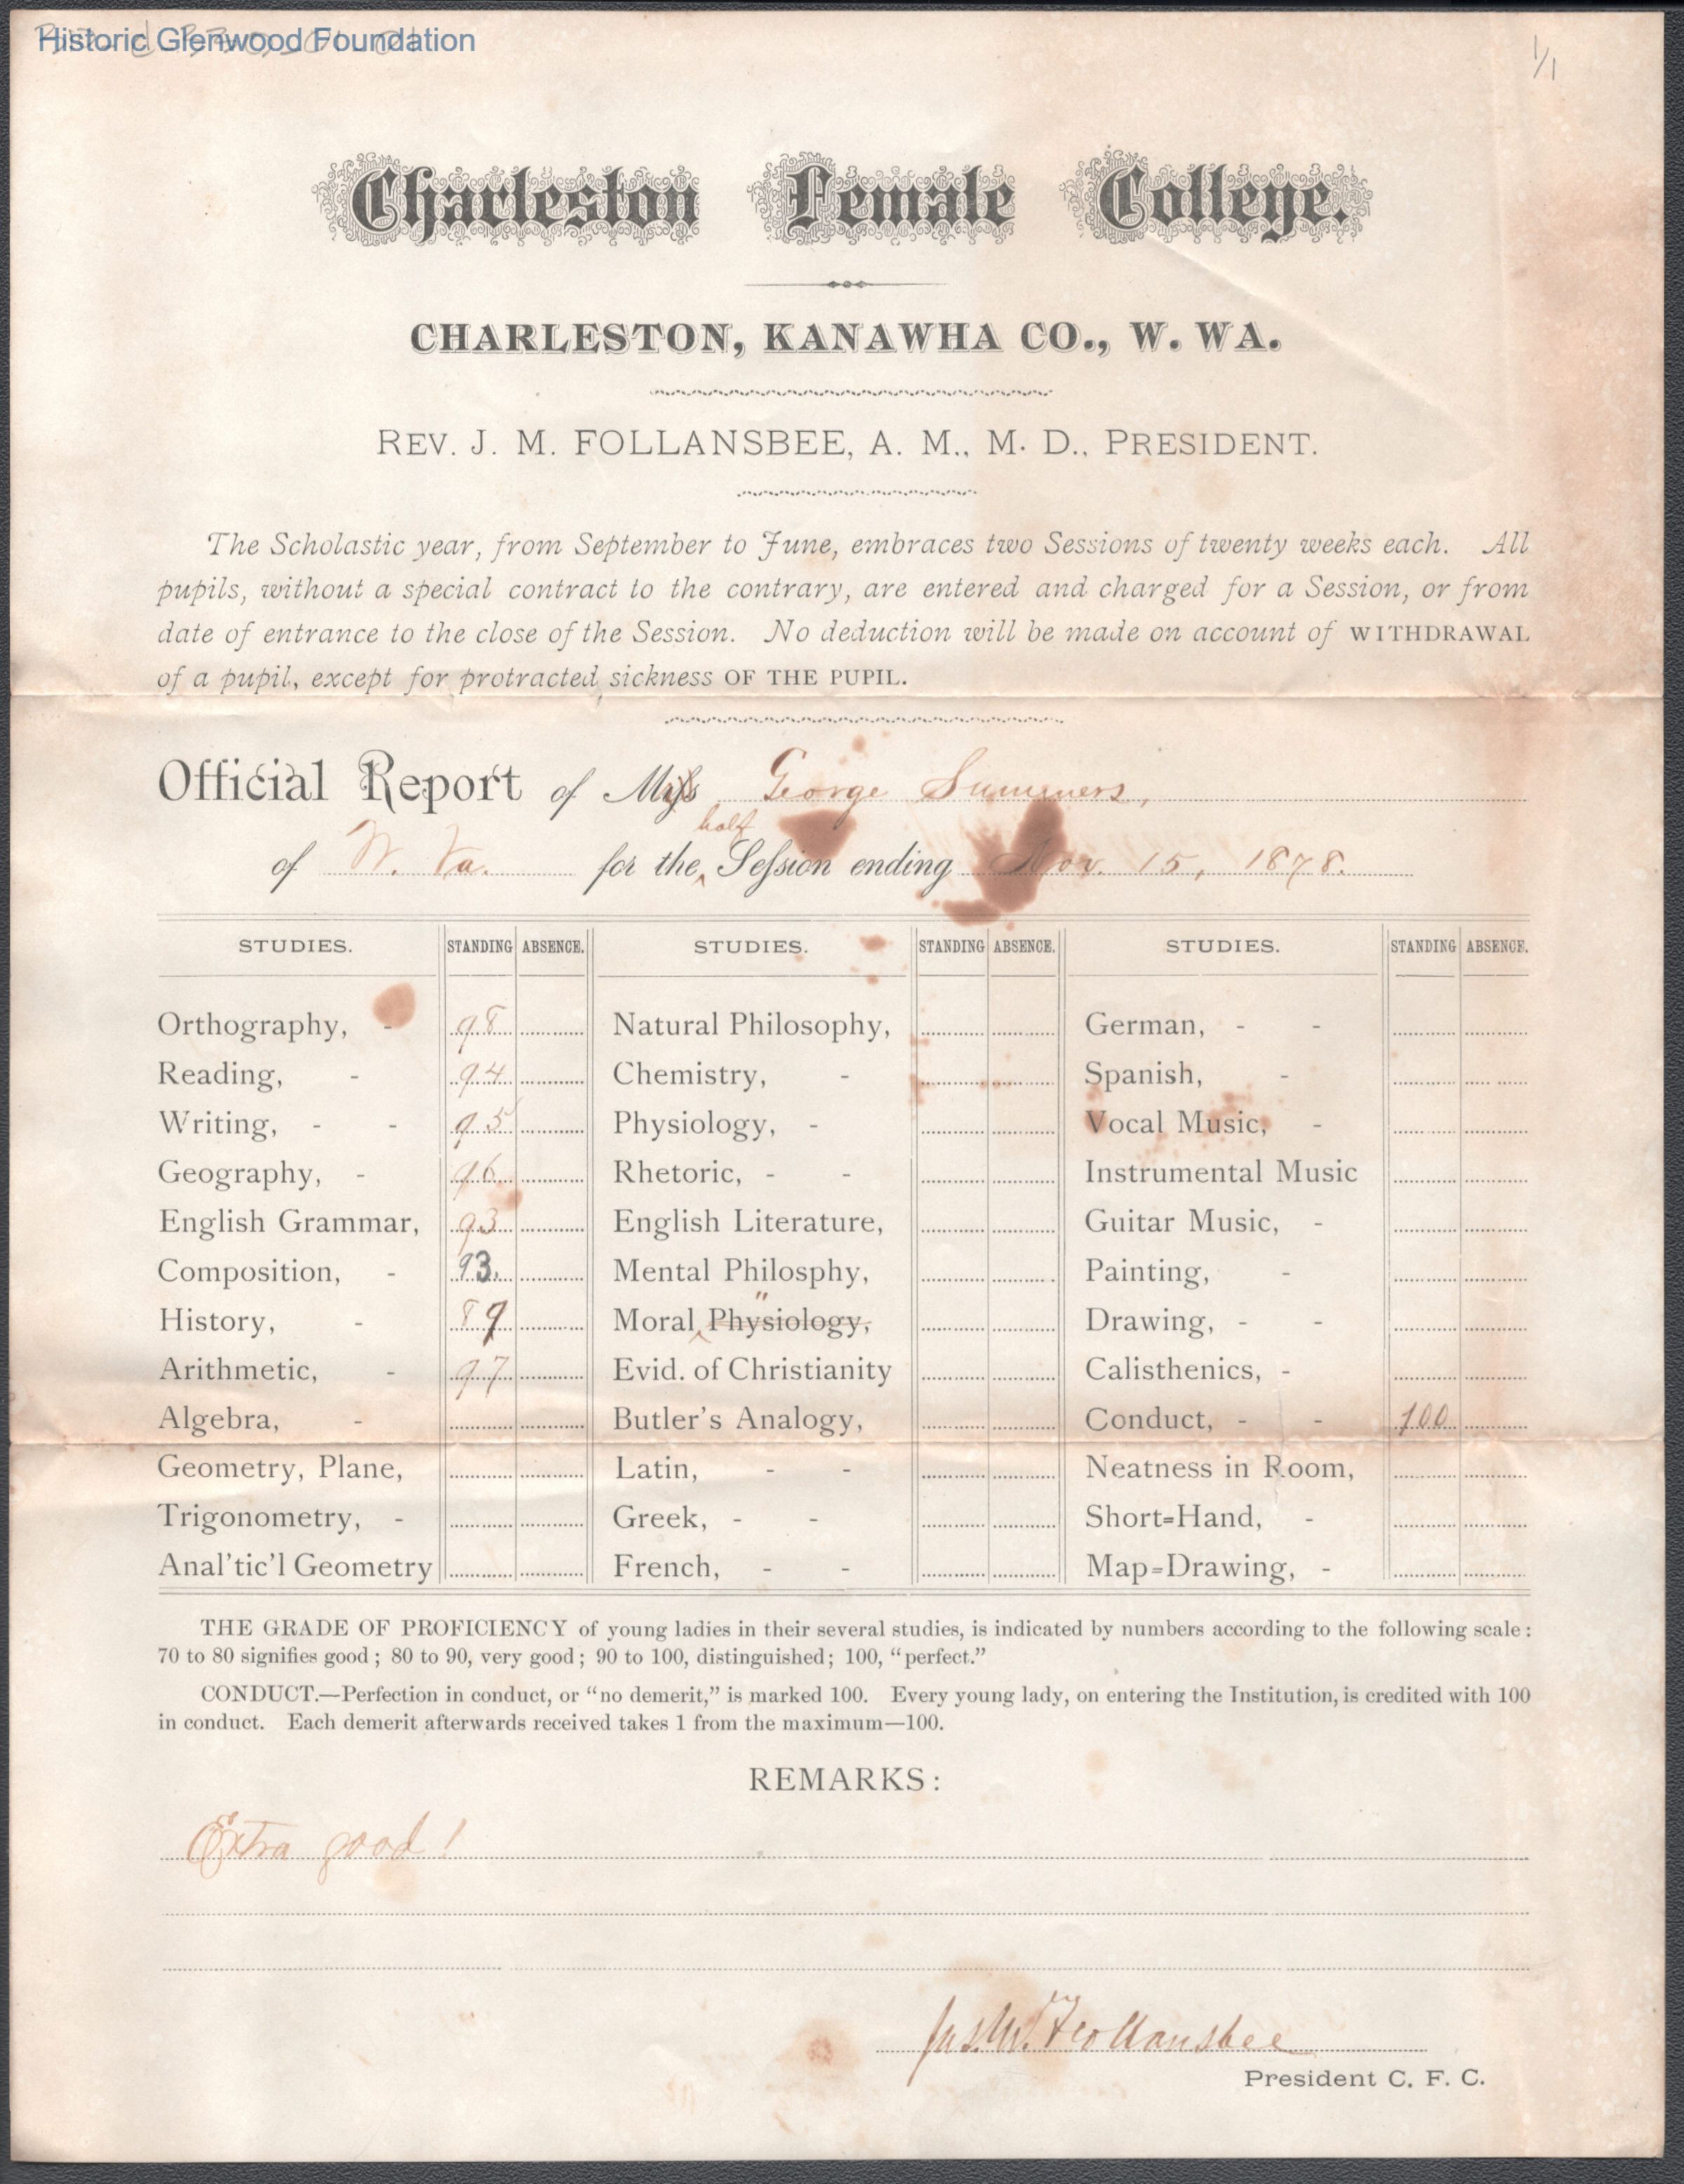 Historic Glenwood Foundation
1/1
Charleston Female College.
CHARLESTON, KANAWHA CO., W. WA.
REV. J. M. FOLLANSBEE, A. M., M. D., PRESIDENT.
The Scholastic year, from September to June, embraces two Sessions of twenty weeks each. All
pupils, without a special contract to the contrary, are entered and charged for a Session, or from
date of entrance to the close of the Session. No deduction will be made on account of WITHDRAWAL
of a pupil, except for protracted sickness OF THE PUPIL.
Official Report of Miss George Summers,
half
of W. Va. for the Session ending Nov. 15, 1878.
STUDIES. STANDING ABSENCE. STUDIES. STANDING ABSENCE. STUDIES. STANDING ABSENCE.
Orthography, - 98 Natural Philosophy, German, - -
Reading, - 94 Chemistry, - Spanish, -
Writing, - - 95 Physiology, - Vocal Music, -
Geography, - 96 Rhetoric, - - Instrumental Music
English Grammar, 93 English Literature, Guitar Music, -
Composition, - 93. Mental Philosphy, Painting, -
History, - 89 Moral " Physiology, Drawing, - -
Arithmetic, - 97 Evid. of Christianity Calisthenics, -
Algebra, - Butler's Analogy, Conduct, - - 100
Geometry, Plane, Latin, - - Neatness in Room,
Trigonometry, - Greek, - - Short=Hand, -
Anal'tic'l Geometry French, - - Map=Drawing, -
THE GRADE OF PROFICIENCY of young ladies in their several studies, is indicated by numbers according to the following scale:
70 to 80 signifies good; 80 to 90, very good; 90 to 100, distinguished; 100, "perfect."
CONDUCT.—Perfection in conduct, or "no demerit," is marked 100. Every young lady, on entering the Institution, is credited with 100
in conduct. Each demerit afterwards received takes 1 from the maximum—100.
REMARKS:
Extra good!
Jas. M. Follansbee
President C. F. C.